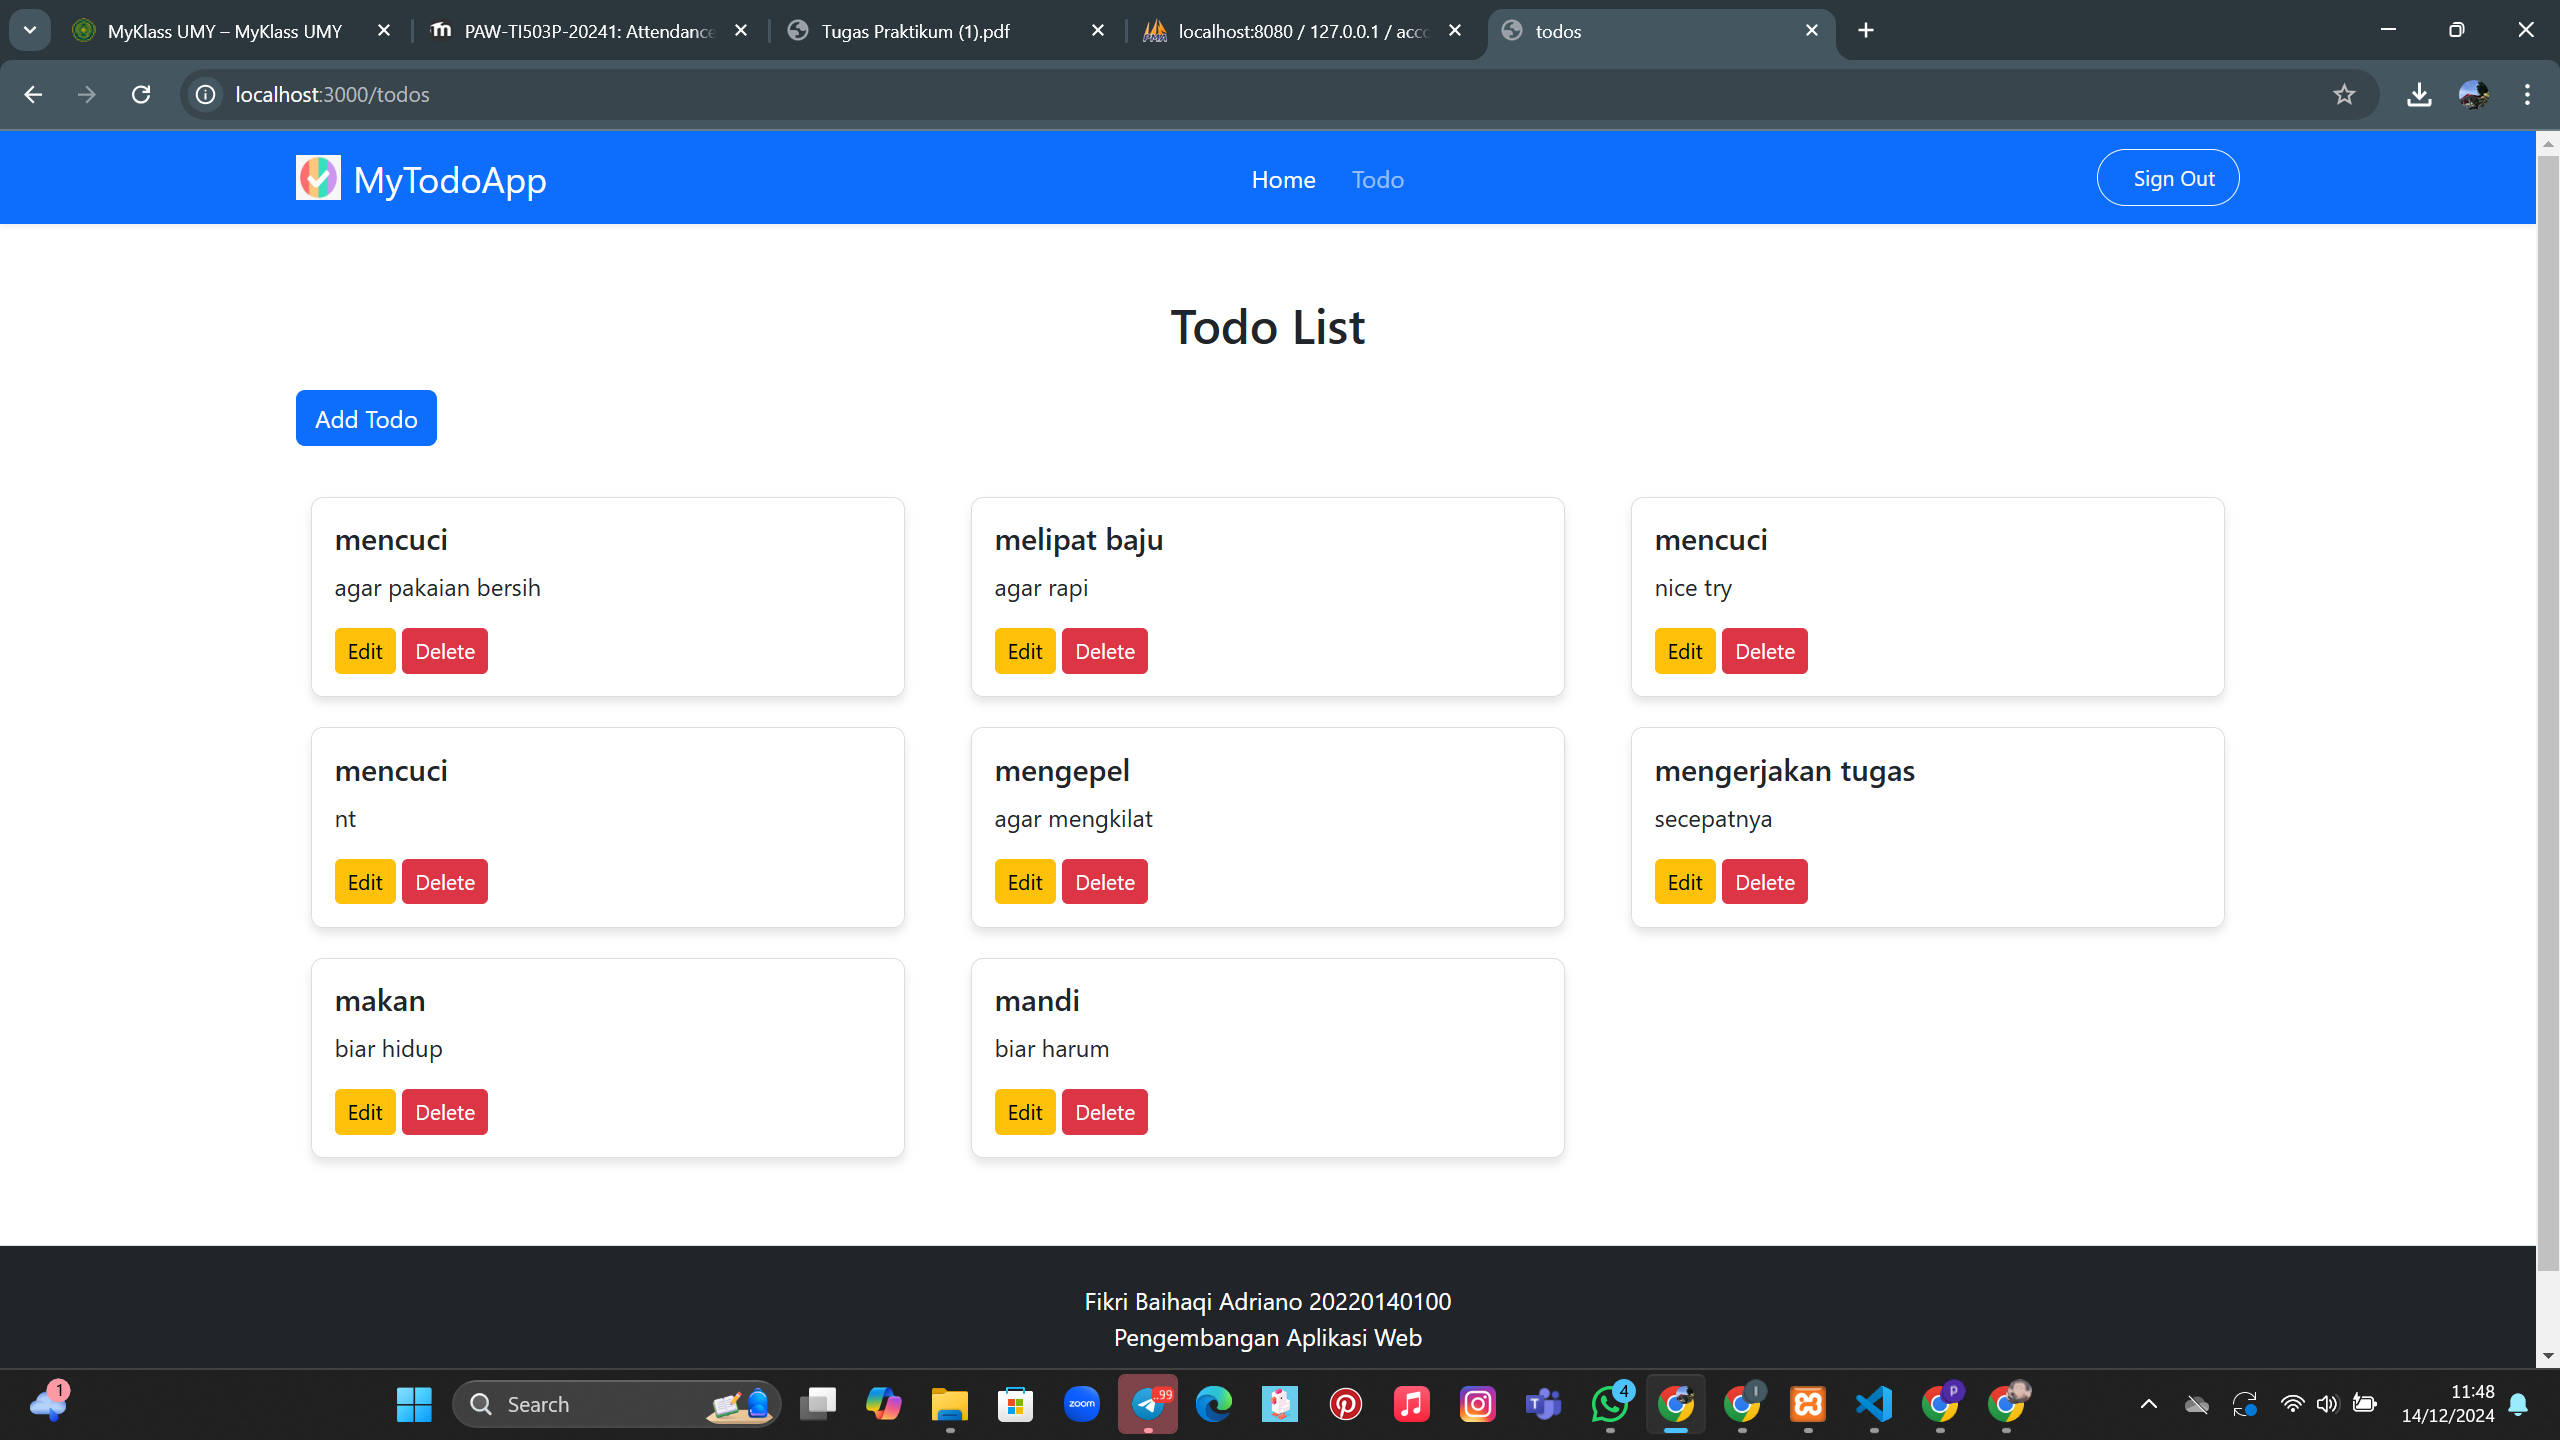 MyKlass UMY – MyKlass UMY
PAW-TI503P-20241: Attendance
Tugas Praktikum (1).pdf
localhost:8080 / 127.0.0.1 / acco
todos
localhost:3000/todos
MyTodoApp
Home
Todo
Sign Out
Todo List
Add Todo
mencuci
agar pakaian bersih
Edit Delete
melipat baju
agar rapi
Edit Delete
mencuci
nice try
Edit Delete
mencuci
nt
Edit Delete
mengepel
agar mengkilat
Edit Delete
mengerjakan tugas
secepatnya
Edit Delete
makan
biar hidup
Edit Delete
mandi
biar harum
Edit Delete
Fikri Baihaqi Adriano 20220140100
Pengembangan Aplikasi Web
1
Search
zoom
..99
4
11:48
14/12/2024